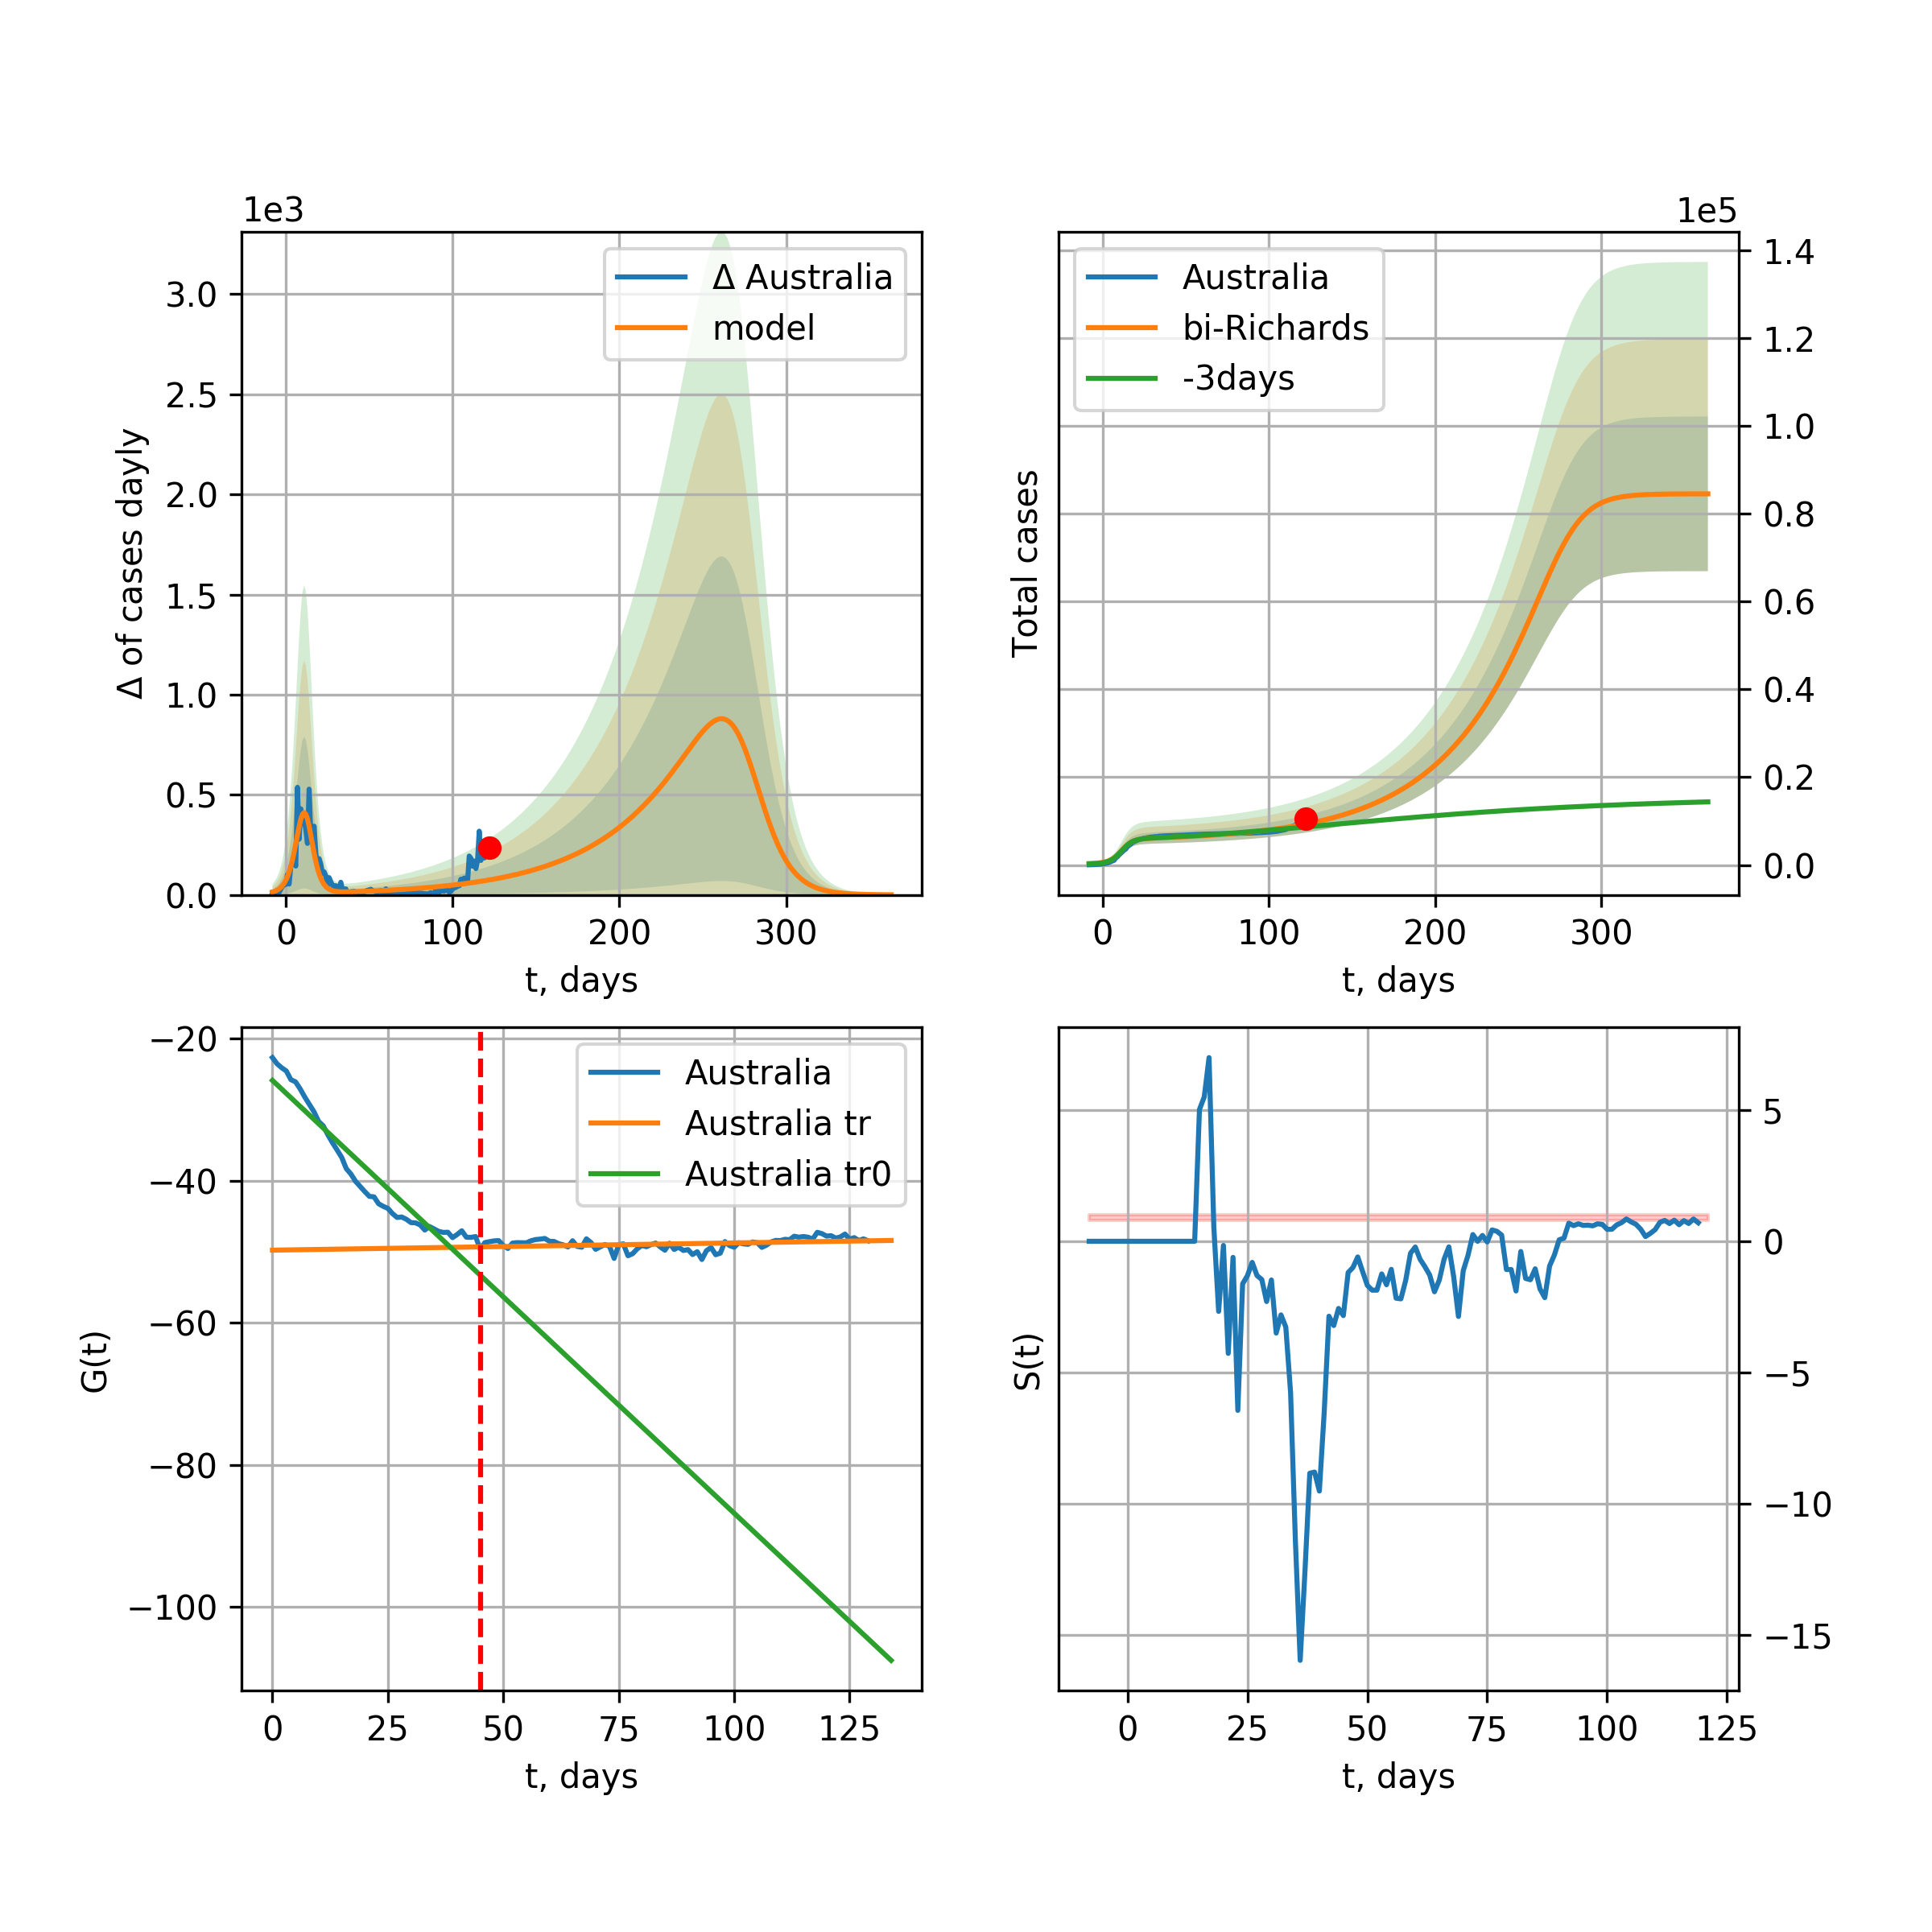 1e3
3.0
2.5
2.0
1.5
1.0
0.5
0.0
Δ of cases dayly
Δ Australia
model
0 100 200 300
t, days
1e5
1.4
1.2
1.0
0.8
0.6
0.4
0.2
0.0
Total cases
Australia
bi-Richards
-3days
0 100 200 300
t, days
−20
−40
−60
−80
−100
G(t)
Australia
Australia tr
Australia tr0
0 25 50 75 100 125
t, days
5
0
−5
−10
−15
S(t)
0 25 50 75 100 125
t, days